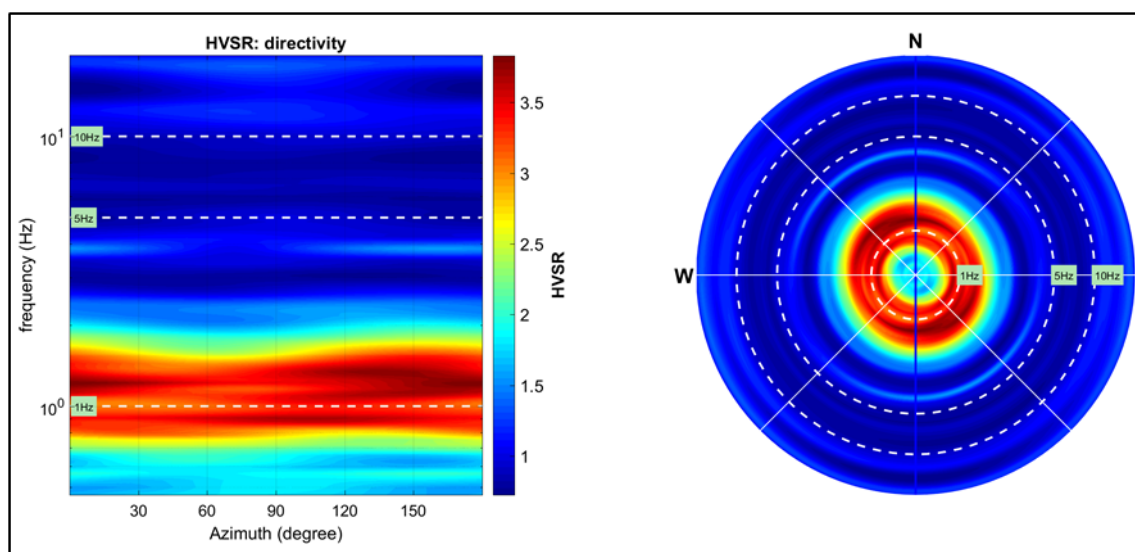 HVSR: directivity
frequency (Hz)
10¹
10⁰
10Hz
5Hz
1Hz
30
60
90
120
150
Azimuth (degree)
3.5
3
2.5
2
1.5
1
HVSR
N
W
1Hz
5Hz
10Hz